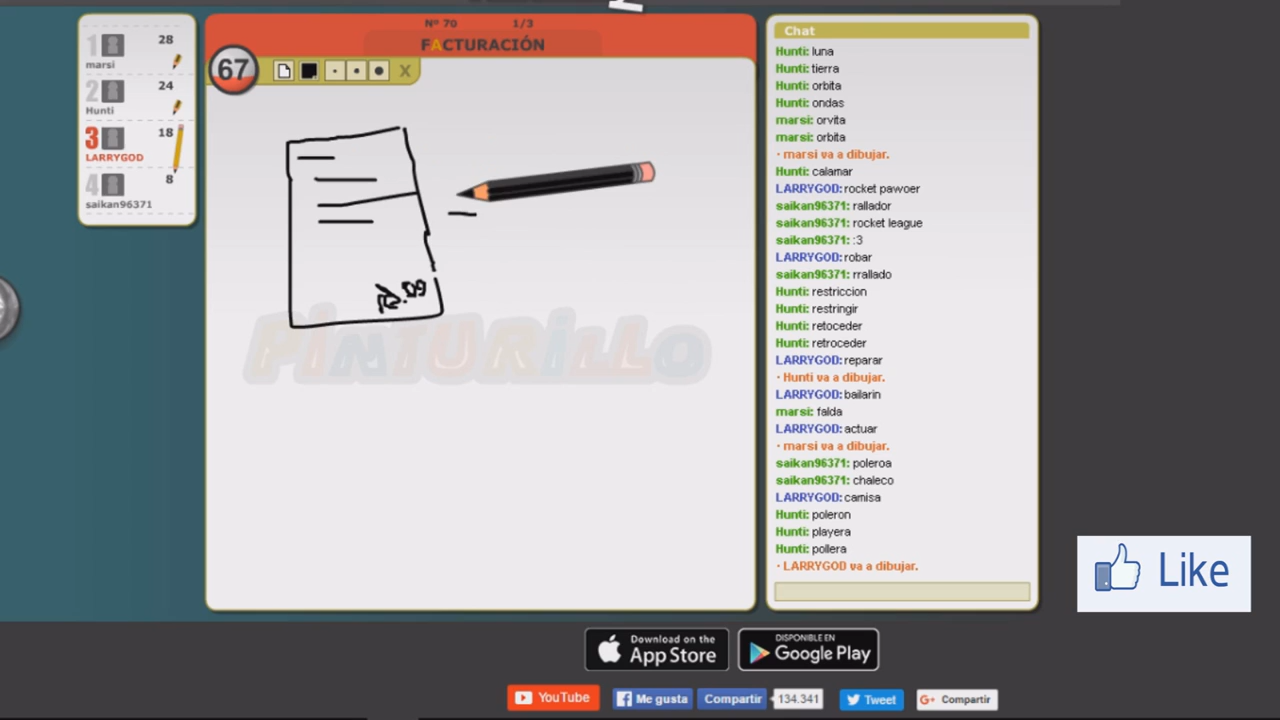 1
28
marsi
2
24
Hunti
3
18
LARRYGOD
4
8
saikan96371
Nº 70
1/3
FACTURACIÓN
67
X
PINTURILLO
Chat
Hunti: luna
Hunti: tierra
Hunti: orbita
Hunti: ondas
marsi: orvita
marsi: orbita
· marsi va a dibujar.
Hunti: calamar
LARRYGOD: rocket pawoer
saikan96371: rallador
saikan96371: rocket league
saikan96371: :3
LARRYGOD: robar
saikan96371: rrallado
Hunti: restriccion
Hunti: restringir
Hunti: retoceder
Hunti: retroceder
LARRYGOD: reparar
· Hunti va a dibujar.
LARRYGOD: bailarin
marsi: falda
LARRYGOD: actuar
· marsi va a dibujar.
saikan96371: poleroa
saikan96371: chaleco
LARRYGOD: camisa
Hunti: poleron
Hunti: playera
Hunti: pollera
· LARRYGOD va a dibujar.
Like
Download on the
App Store
DISPONIBLE EN
Google Play
YouTube
Me gusta
Compartir
134.341
Tweet
G+ Compartir